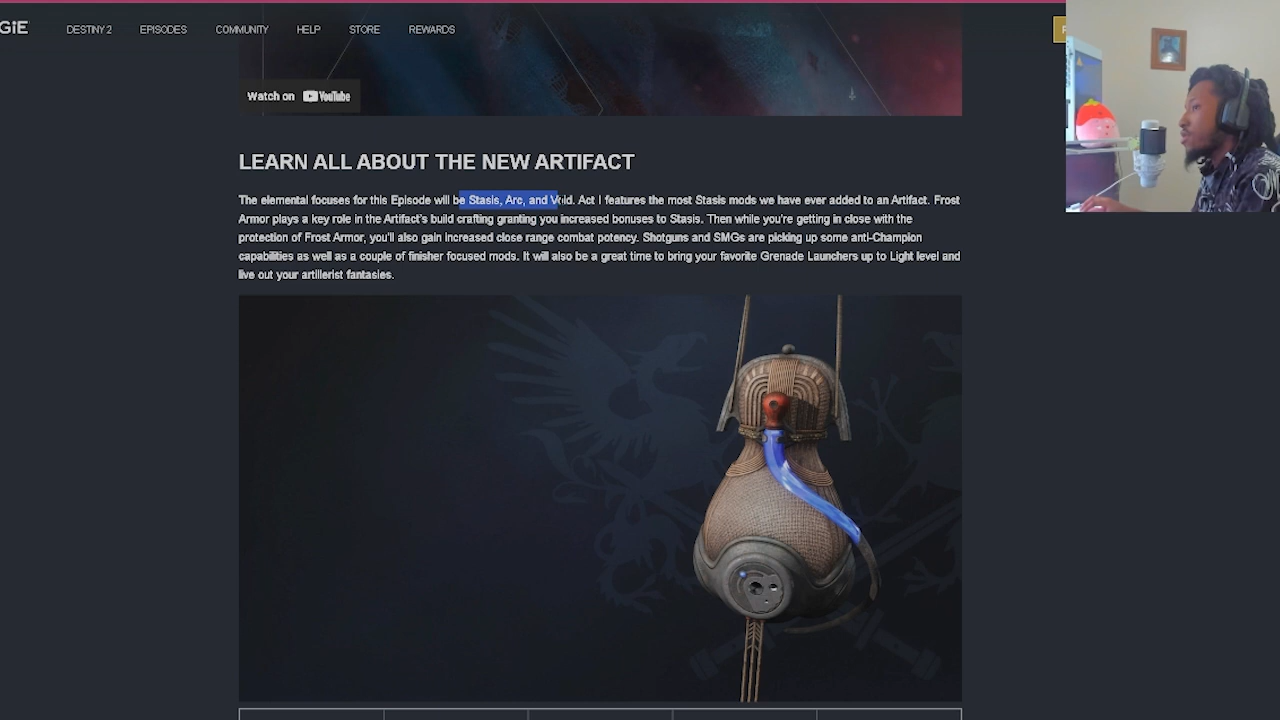 GiE
DESTINY 2 EPISODES COMMUNITY HELP STORE REWARDS
Watch on YouTube
LEARN ALL ABOUT THE NEW ARTIFACT
The elemental focuses for this Episode will be Stasis, Arc, and Void. Act I features the most Stasis mods we have ever added to an Artifact. Frost
Armor plays a key role in the Artifact's build crafting granting you increased bonuses to Stasis. Then while you're getting in close with the
protection of Frost Armor, you'll also gain increased close range combat potency. Shotguns and SMGs are picking up some anti-Champion
capabilities as well as a couple of finisher focused mods. It will also be a great time to bring your favorite Grenade Launchers up to Light level and
live out your artillerist fantasies.